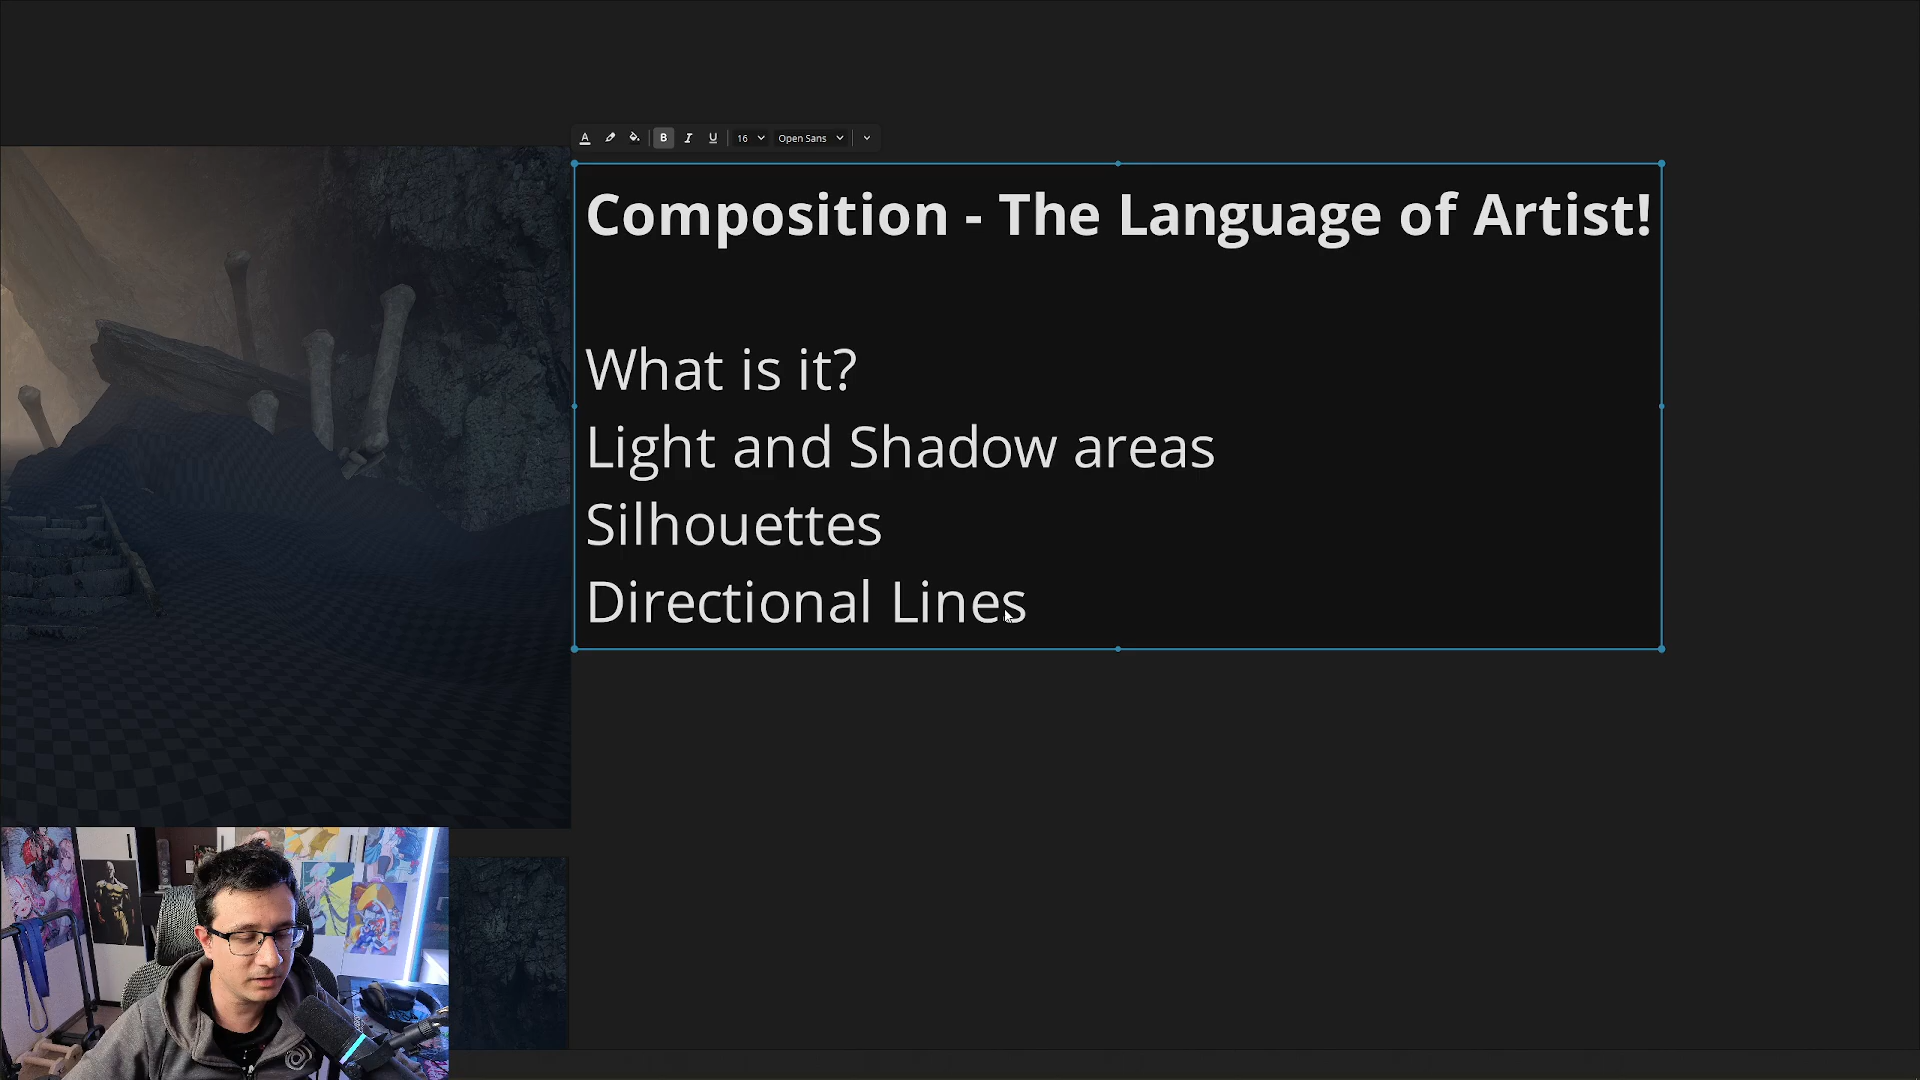 A B I U 16 Open Sans
Composition - The Language of Artist!
What is it?
Light and Shadow areas
Silhouettes
Directional Lines